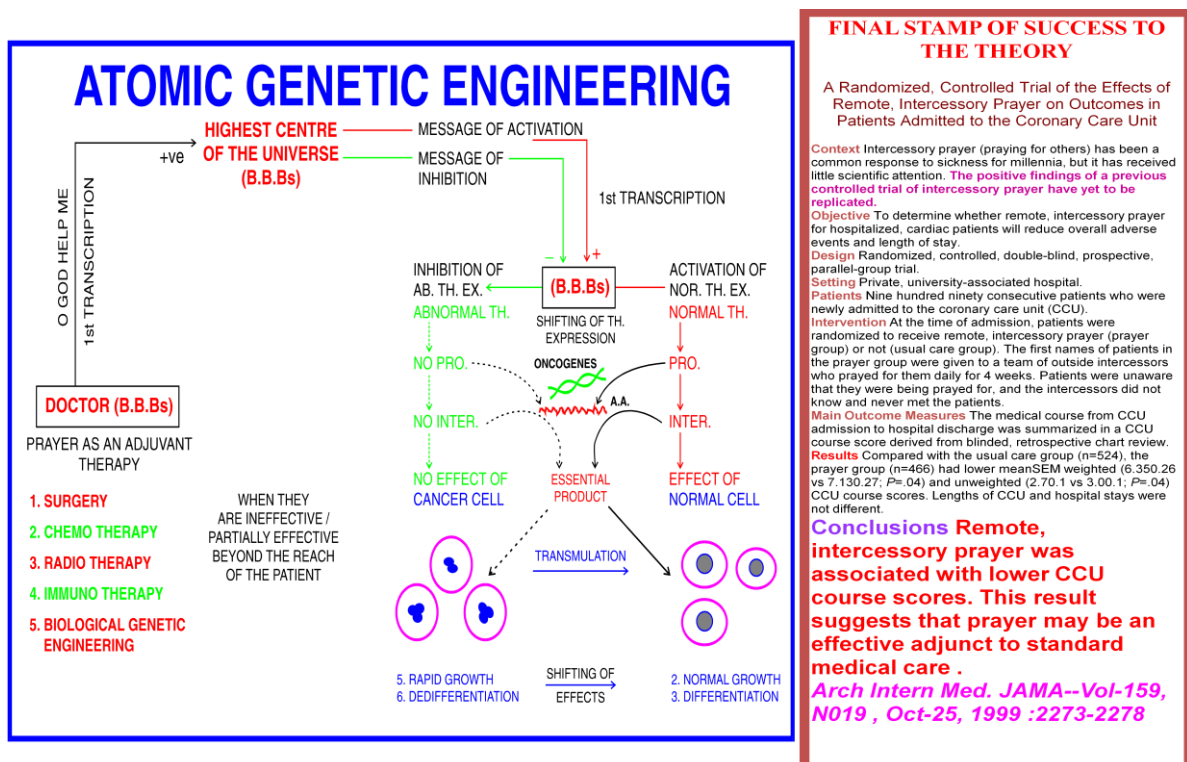 ATOMIC GENETIC ENGINEERING
HIGHEST CENTRE
OF THE UNIVERSE
(B.B.Bs)
+ve
MESSAGE OF ACTIVATION
MESSAGE OF
INHIBITION
1st TRANSCRIPTION
O GOD HELP ME
1st TRANSCRIPTION
DOCTOR (B.B.Bs)
PRAYER AS AN ADJUVANT
THERAPY
1. SURGERY
2. CHEMO THERAPY
3. RADIO THERAPY
4. IMMUNO THERAPY
5. BIOLOGICAL GENETIC
ENGINEERING
WHEN THEY
ARE INEFFECTIVE /
PARTIALLY EFFECTIVE
BEYOND THE REACH
OF THE PATIENT
INHIBITION OF
AB. TH. EX.
– +
(B.B.Bs)
ACTIVATION OF
NOR. TH. EX.
SHIFTING OF TH.
EXPRESSION
ABNORMAL TH.
NORMAL TH.
NO PRO.
ONCOGENES
PRO.
A.A.
NO INTER.
INTER.
NO EFFECT OF
CANCER CELL
ESSENTIAL
PRODUCT
EFFECT OF
NORMAL CELL
TRANSMULATION
5. RAPID GROWTH
6. DEDIFFERENTIATION
SHIFTING OF
EFFECTS
2. NORMAL GROWTH
3. DIFFERENTIATION
FINAL STAMP OF SUCCESS TO
THE THEORY
A Randomized, Controlled Trial of the Effects of
Remote, Intercessory Prayer on Outcomes in
Patients Admitted to the Coronary Care Unit
Context Intercessory prayer (praying for others) has been a
common response to sickness for millennia, but it has received
little scientific attention. The positive findings of a previous
controlled trial of intercessory prayer have yet to be
replicated.
Objective To determine whether remote, intercessory prayer
for hospitalized, cardiac patients will reduce overall adverse
events and length of stay.
Design Randomized, controlled, double-blind, prospective,
parallel-group trial.
Setting Private, university-associated hospital.
Patients Nine hundred ninety consecutive patients who were
newly admitted to the coronary care unit (CCU).
Intervention At the time of admission, patients were
randomized to receive remote, intercessory prayer (prayer
group) or not (usual care group). The first names of patients in
the prayer group were given to a team of outside intercessors
who prayed for them daily for 4 weeks. Patients were unaware
that they were being prayed for, and the intercessors did not
know and never met the patients.
Main Outcome Measures The medical course from CCU
admission to hospital discharge was summarized in a CCU
course score derived from blinded, retrospective chart review.
Results Compared with the usual care group (n=524), the
prayer group (n=466) had lower meanSEM weighted (6.350.26
vs 7.130.27; P=.04) and unweighted (2.70.1 vs 3.00.1; P=.04)
CCU course scores. Lengths of CCU and hospital stays were
not different.
Conclusions Remote,
intercessory prayer was
associated with lower CCU
course scores. This result
suggests that prayer may be an
effective adjunct to standard
medical care .
Arch Intern Med. JAMA--Vol-159,
N019 , Oct-25, 1999 :2273-2278